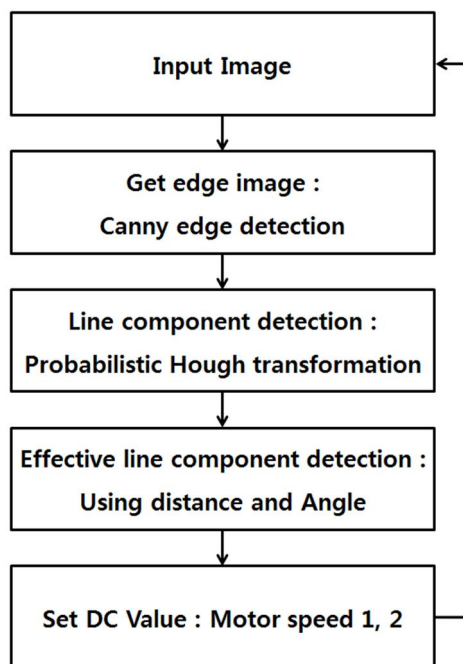 Input Image
Get edge image :
Canny edge detection
Line component detection :
Probabilistic Hough transformation
Effective line component detection :
Using distance and Angle
Set DC Value : Motor speed 1, 2